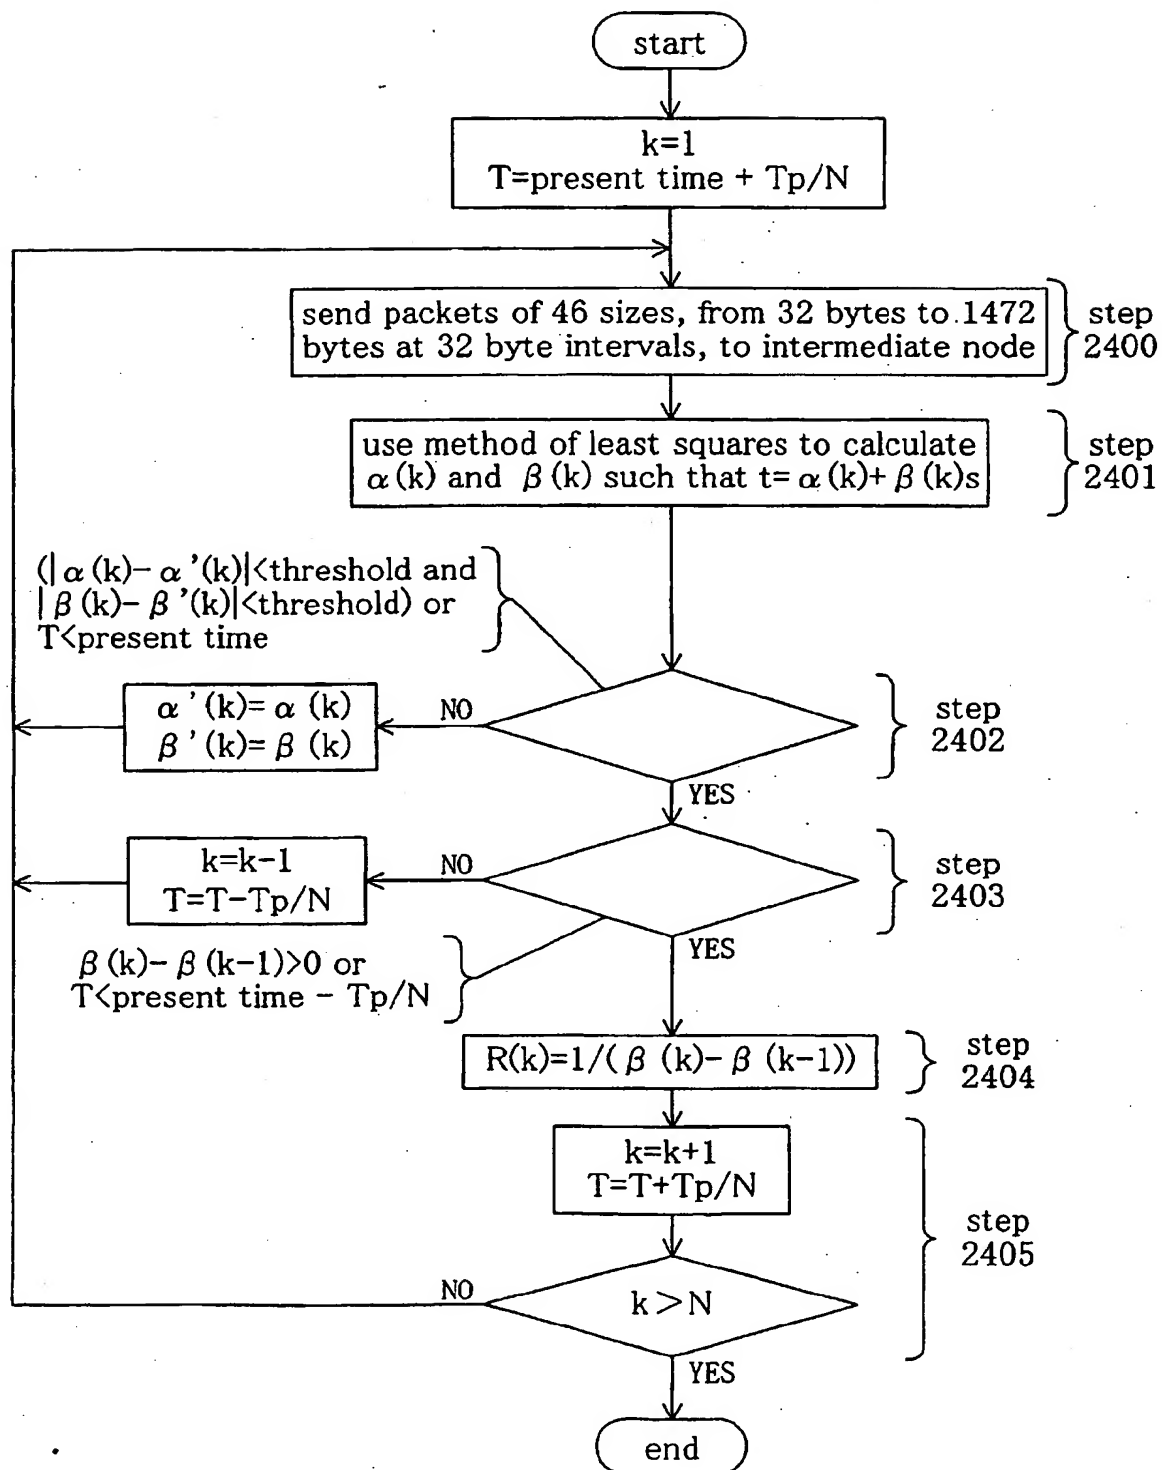 start
k=1
T=present time + Tp/N
send packets of 46 sizes, from 32 bytes to 1472
bytes at 32 byte intervals, to intermediate node
step
2400
use method of least squares to calculate
α(k) and β(k) such that t=α(k)+β(k)s
step
2401
(|α(k)-α'(k)|<threshold and
|β(k)-β'(k)|<threshold) or
T<present time
α'(k)=α(k)
β'(k)=β(k)
NO
step
2402
YES
k=k-1
T=T-Tp/N
NO
step
2403
YES
β(k)-β(k-1)>0 or
T<present time - Tp/N
R(k)=1/(β(k)-β(k-1))
step
2404
k=k+1
T=T+Tp/N
step
2405
NO
k>N
YES
end